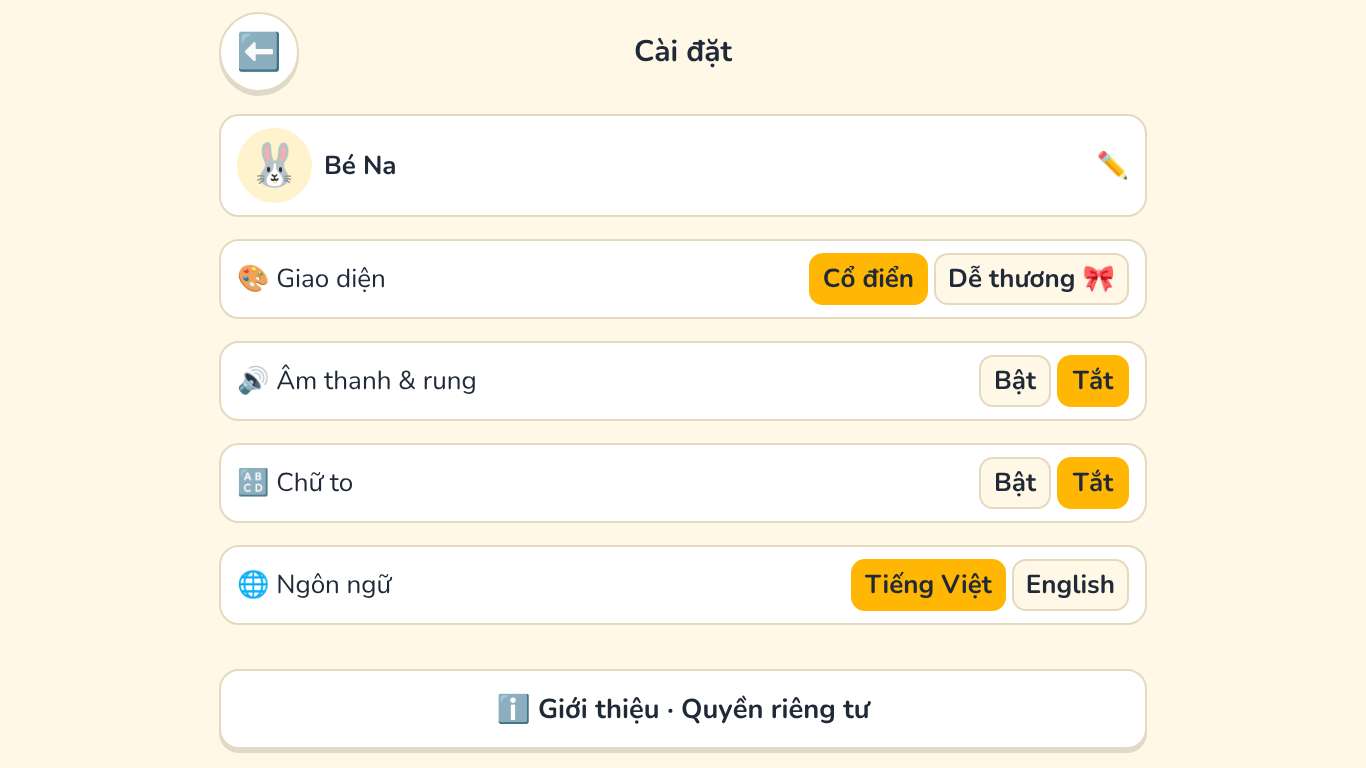 Cài đặt
Bé Na
Giao diện
Cổ điển
Dễ thương
Âm thanh & rung
Bật
Tắt
Chữ to
Bật
Tắt
Ngôn ngữ
Tiếng Việt
English
Giới thiệu · Quyền riêng tư